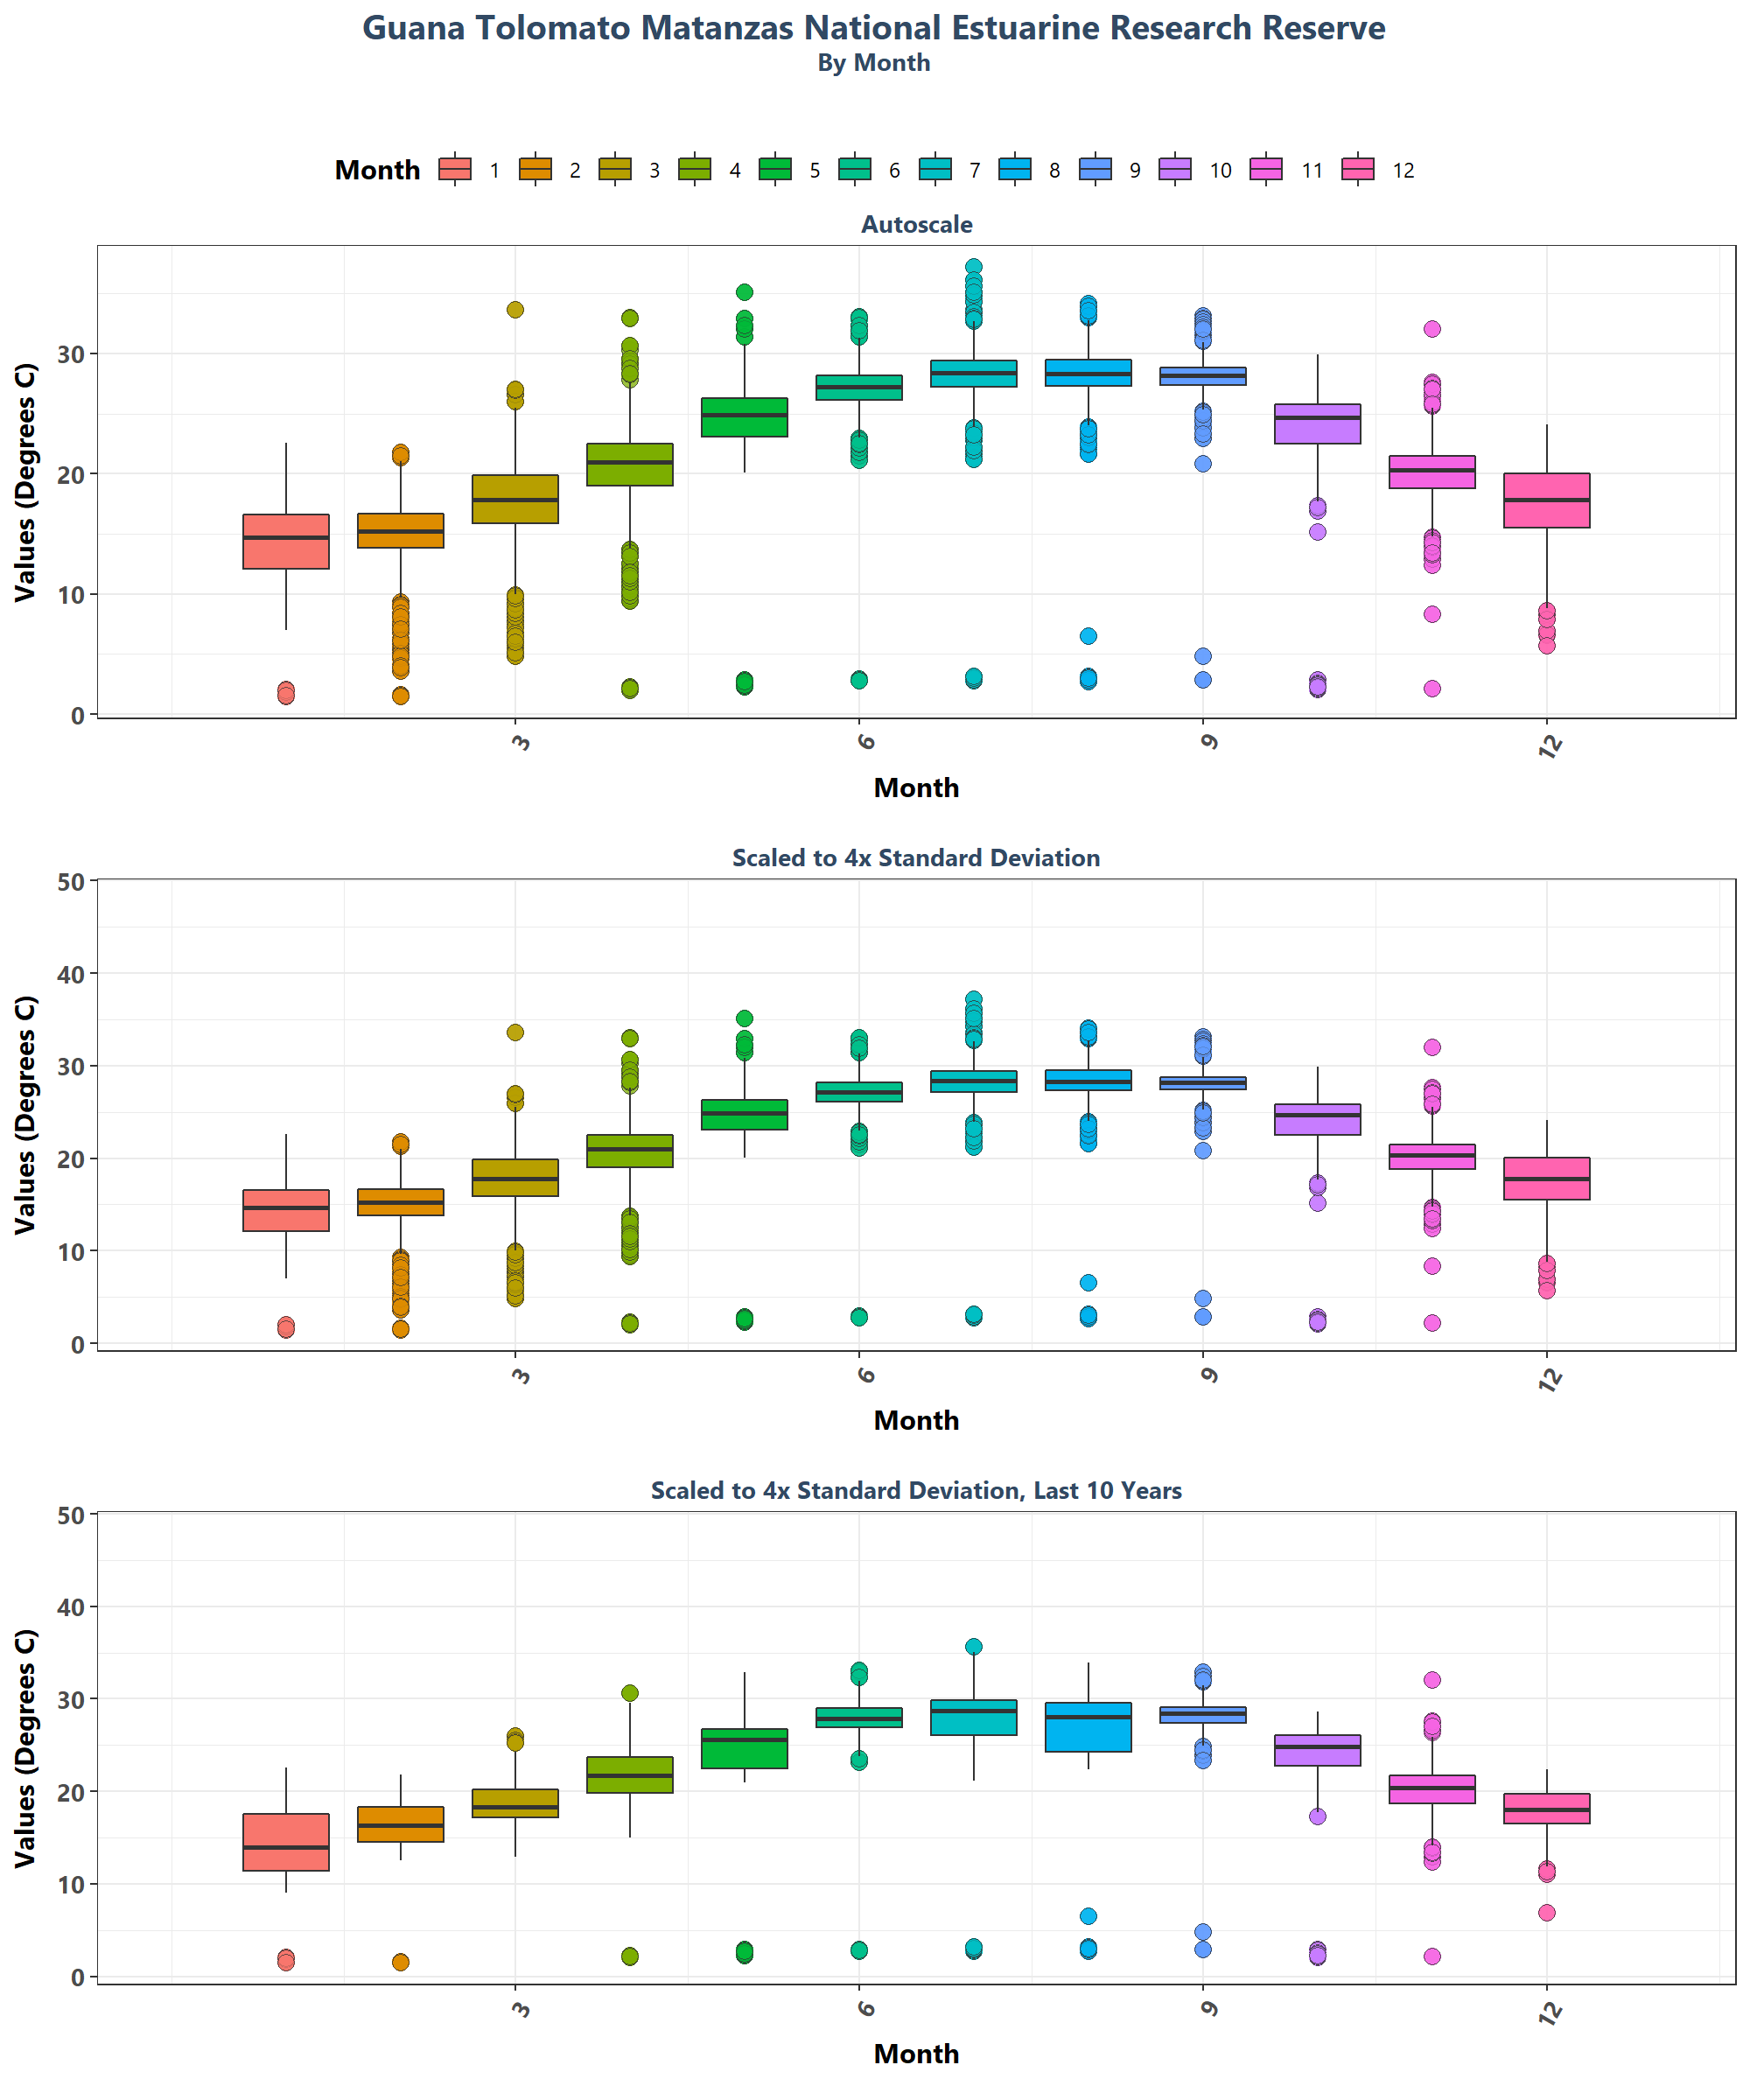 Guana Tolomato Matanzas National Estuarine Research Reserve
By Month
Month 1 2 3 4 5 6 7 8 9 10 11 12
Autoscale
Values (Degrees C)
30
20
10
0
3 6 9 12
Month
Scaled to 4x Standard Deviation
Values (Degrees C)
50
40
30
20
10
0
3 6 9 12
Month
Scaled to 4x Standard Deviation, Last 10 Years
Values (Degrees C)
50
40
30
20
10
0
3 6 9 12
Month